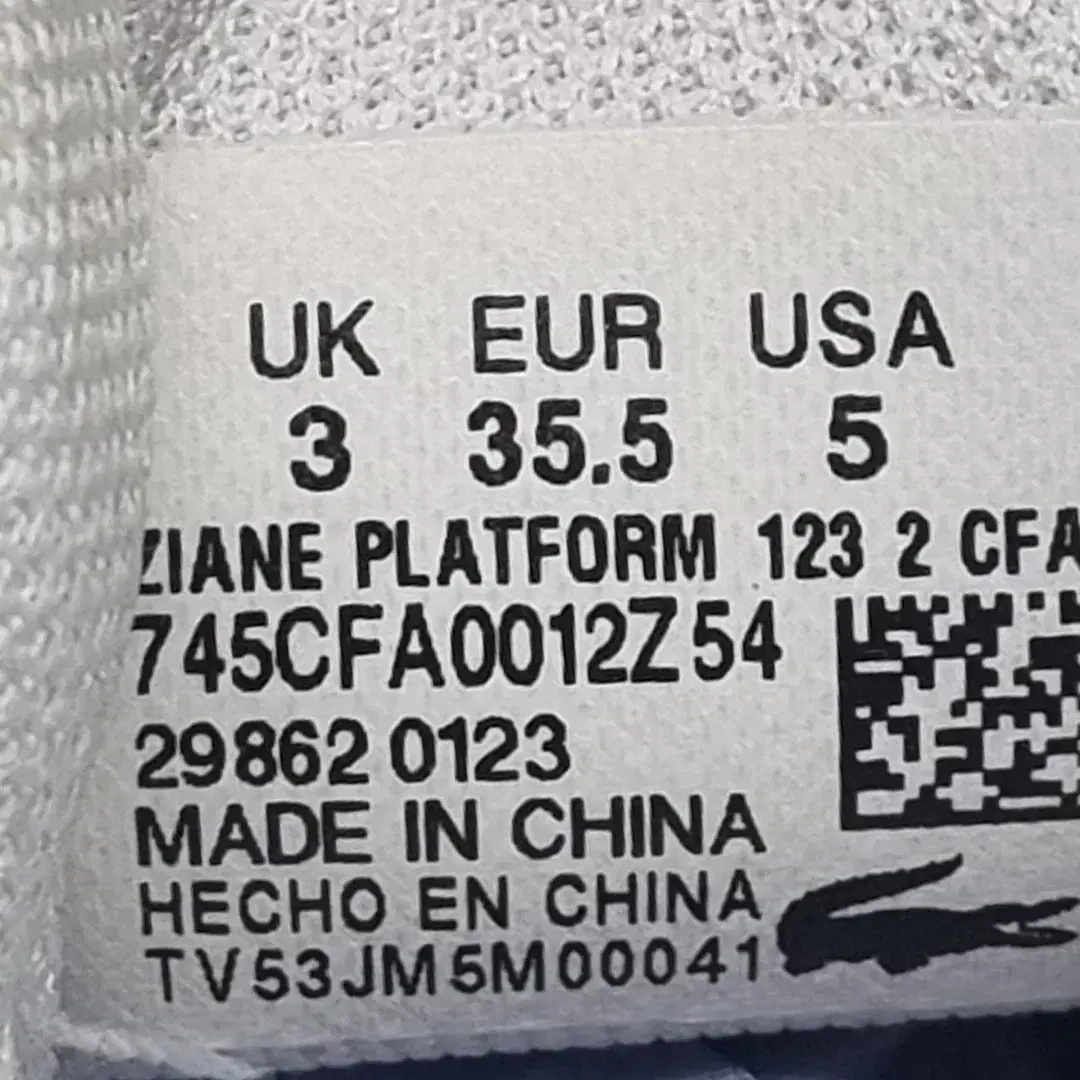 UK EUR USA
3 35.5 5
ZIANE PLATFORM 123 2 CFA
745CFA0012Z54
29862 0123
MADE IN CHINA
HECHO EN CHINA
TV53JM5M00041